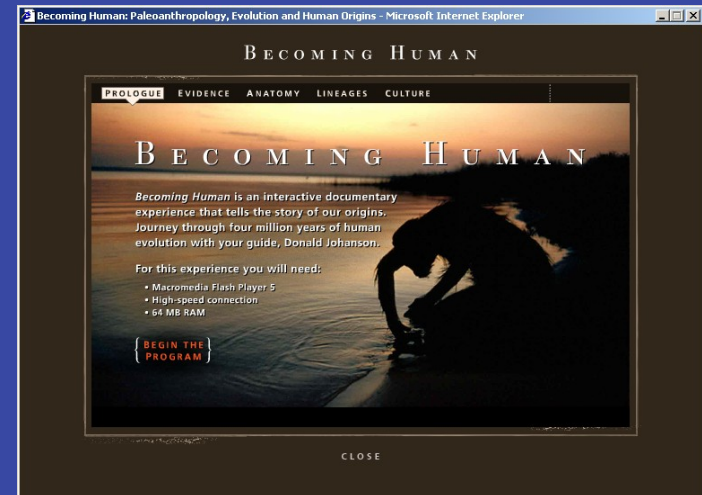 Becoming Human: Paleoanthropology, Evolution and Human Origins - Microsoft Internet Explorer
BECOMING HUMAN
PROLOGUE EVIDENCE ANATOMY LINEAGES CULTURE
BECOMING HUMAN
Becoming Human is an interactive documentary
experience that tells the story of our origins.
Journey through four million years of human
evolution with your guide, Donald Johanson.
For this experience you will need:
• Macromedia Flash Player 5
• High-speed connection
• 64 MB RAM
{BEGIN THE
PROGRAM}
CLOSE